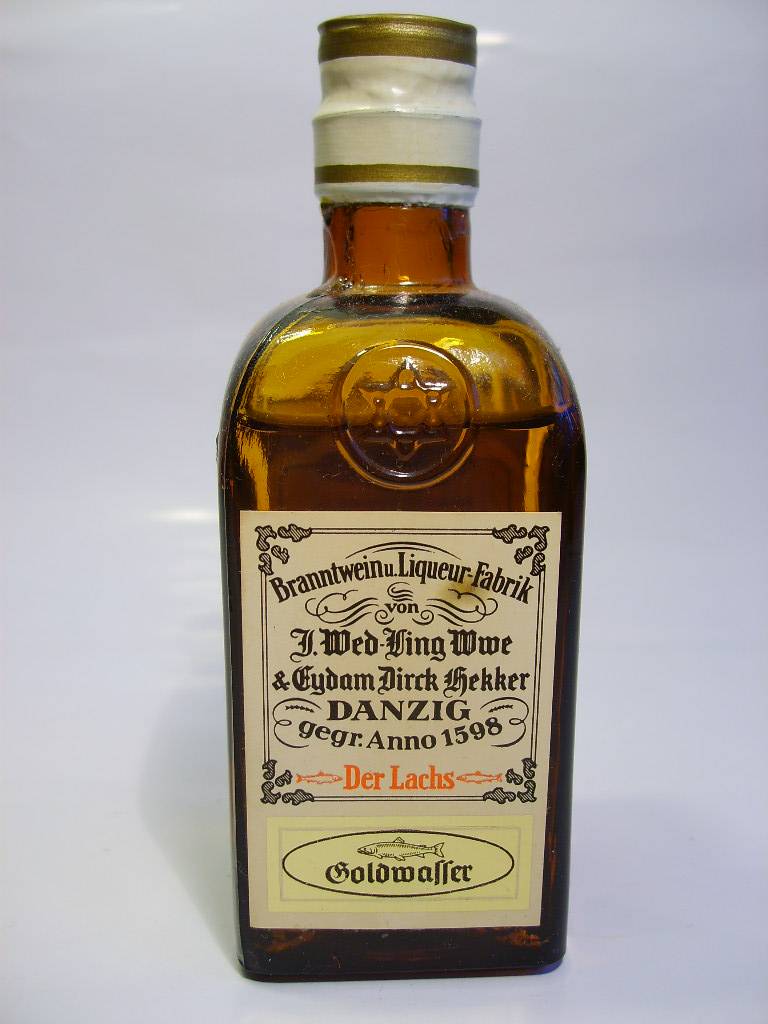 Branntwein u. Liqueur-Fabrik
von
J. Wed-Ling Wwe
& Eydam Dirck Hekker
DANZIG
gegr. Anno 1598
Der Lachs
Goldwaſſer